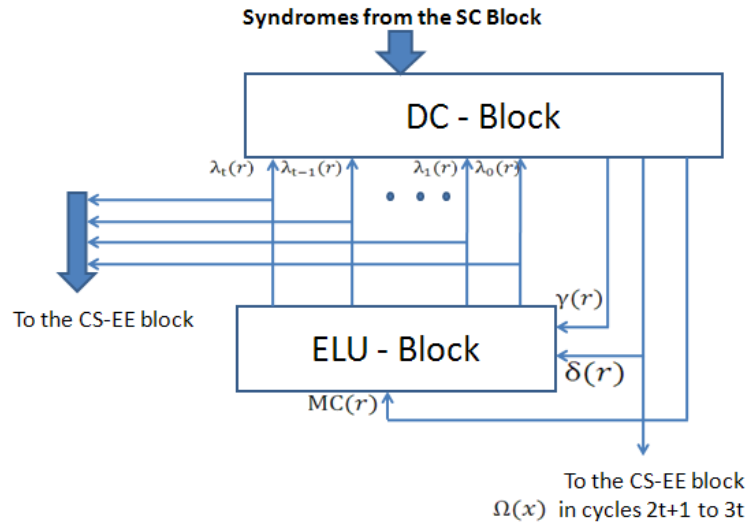 Syndromes from the SC Block
DC - Block
λt(r) λt−1(r) λ1(r) λ0(r)
• • •
To the CS-EE block
γ(r)
ELU - Block
δ(r)
MC(r)
To the CS-EE block
Ω(x) in cycles 2t+1 to 3t